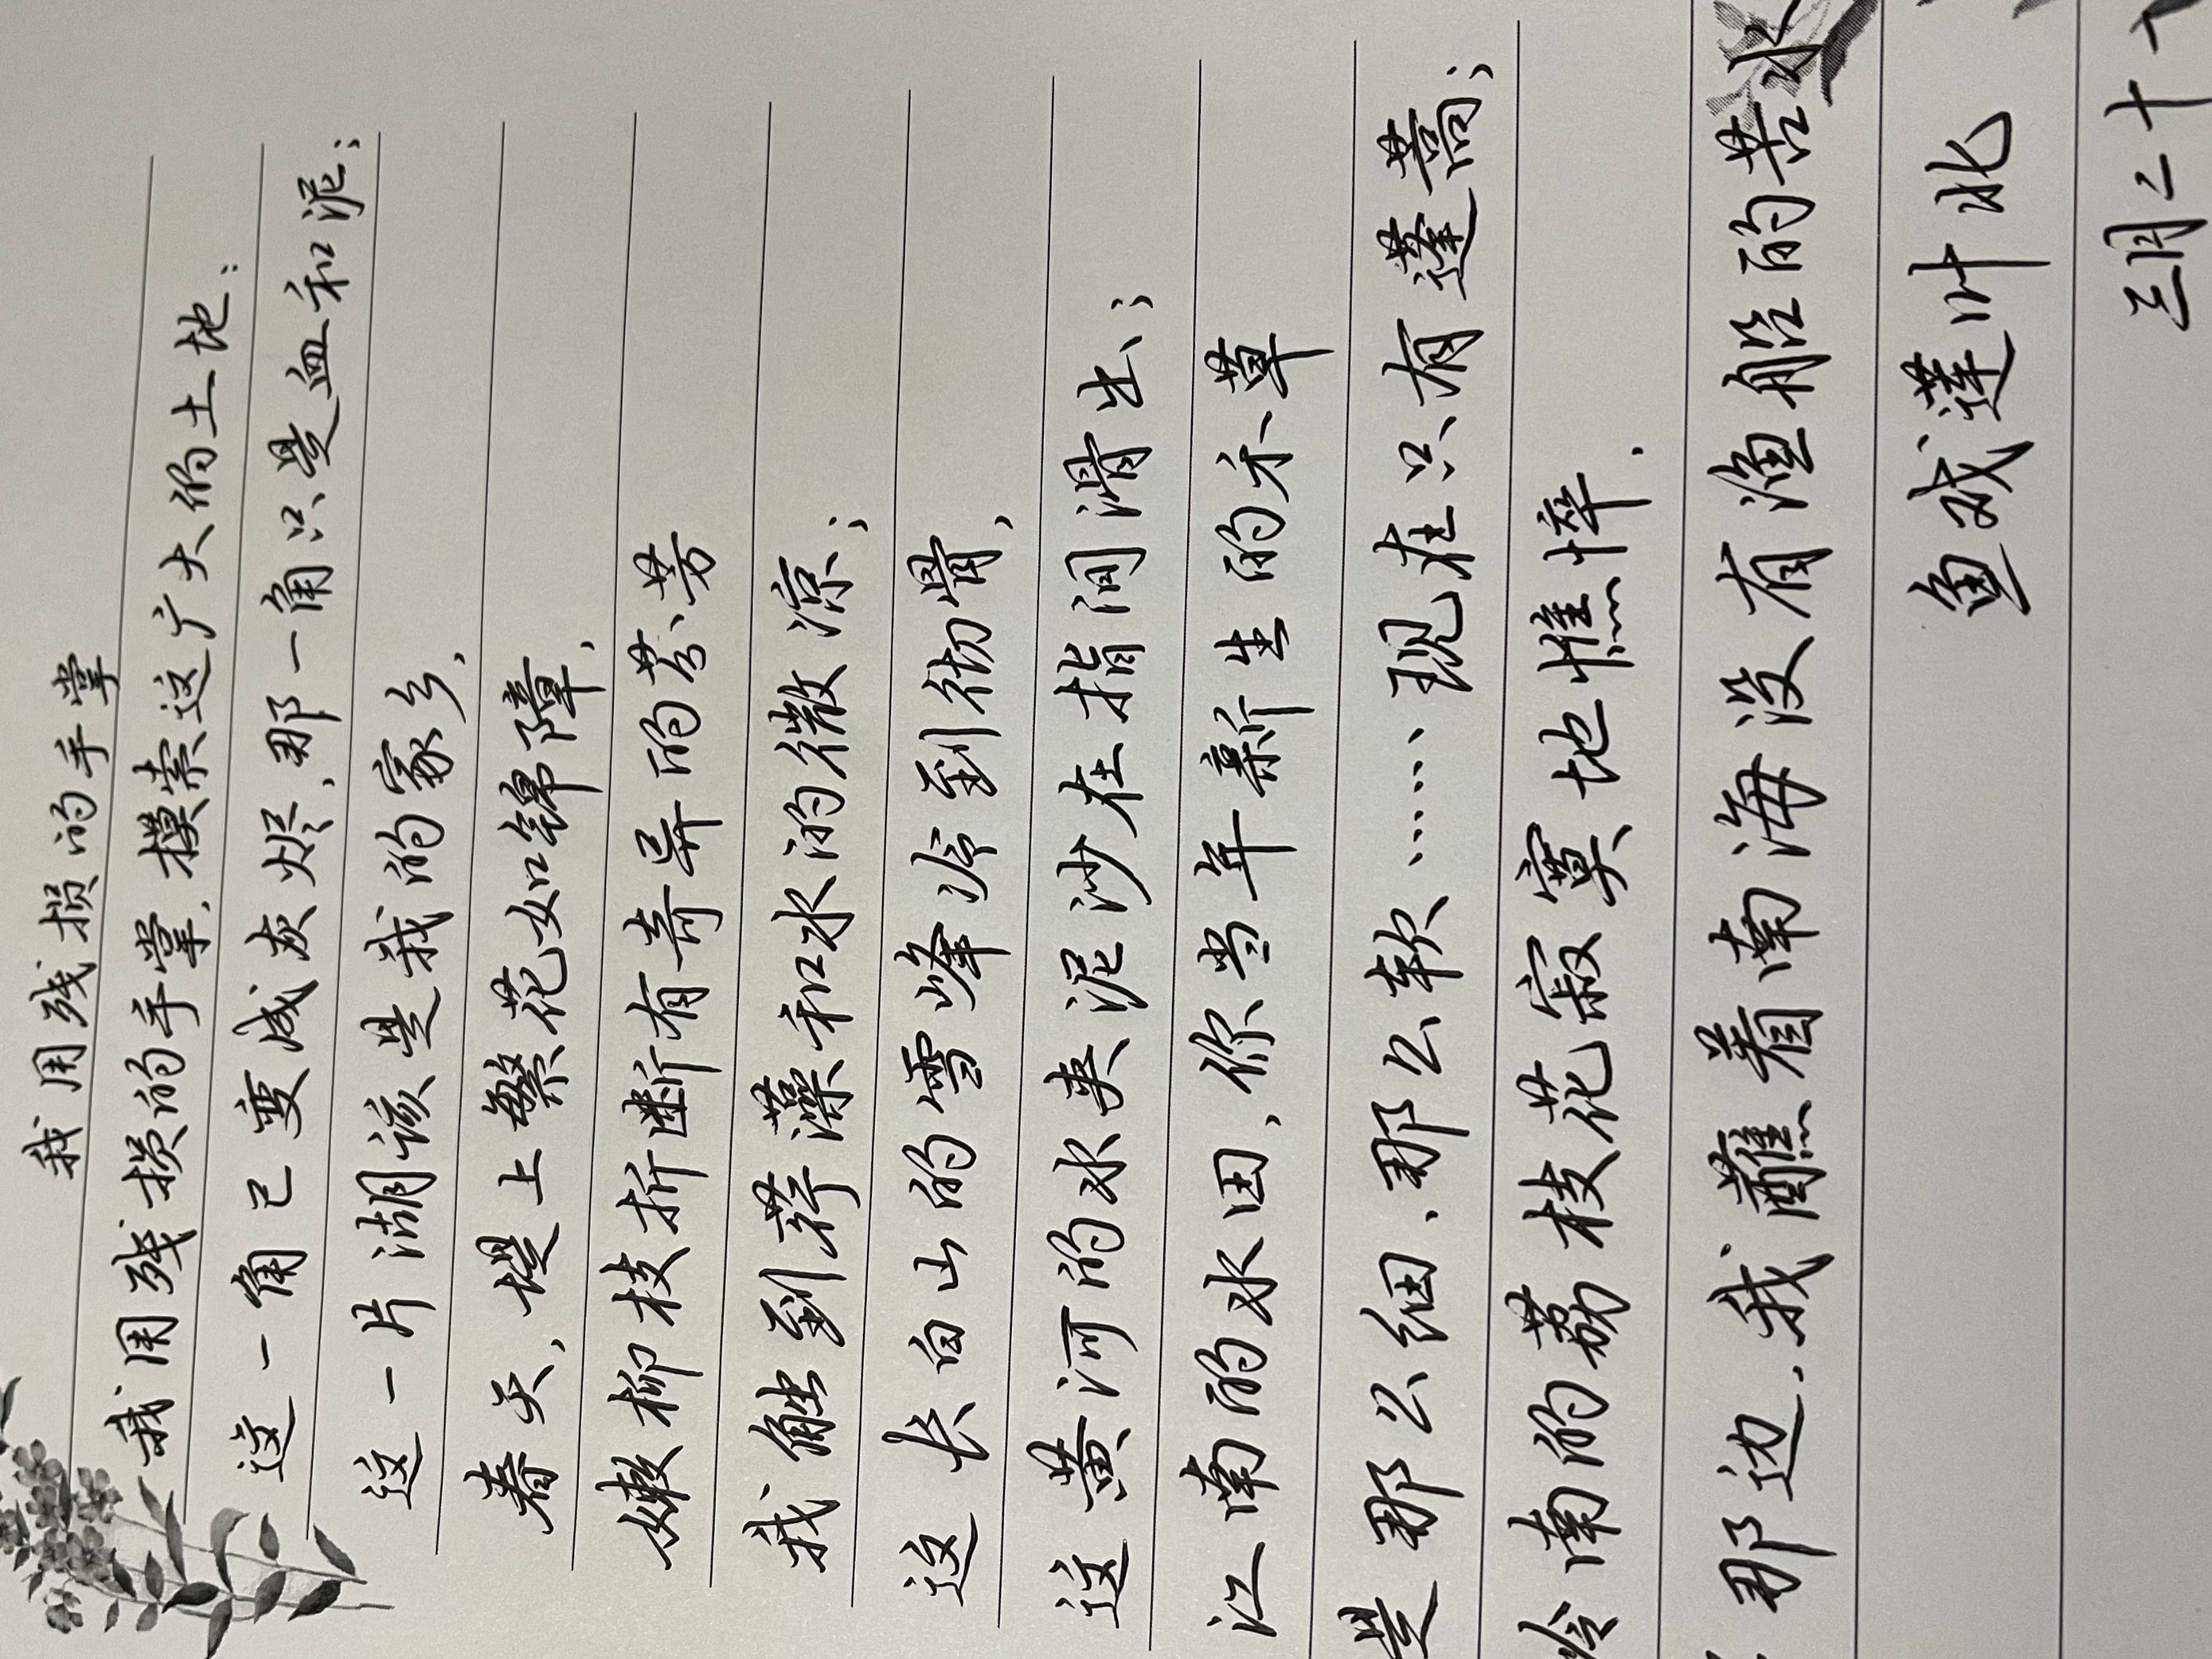 我用残损的手掌
我用残损的手掌,摸索这广大的土地:
这一角已变成灰烬,那一角只是血和泥;
这一片湖该是我的家乡,
春天,堤上繁花如锦障,
嫩柳枝折断有奇异的芬芳
我触到荇藻和水的微凉;
这长白山的雪峰冷到彻骨,
这黄河的水夹泥沙在指间滑出;
江南的水田,你当年新生的禾草
是那么细,那么软……现在只有蓬蒿;
岭南的荔枝花寂寞地憔悴,
那边,我蘸着南海没有渔船的苦水
鱼戏莲叶北
三月二十